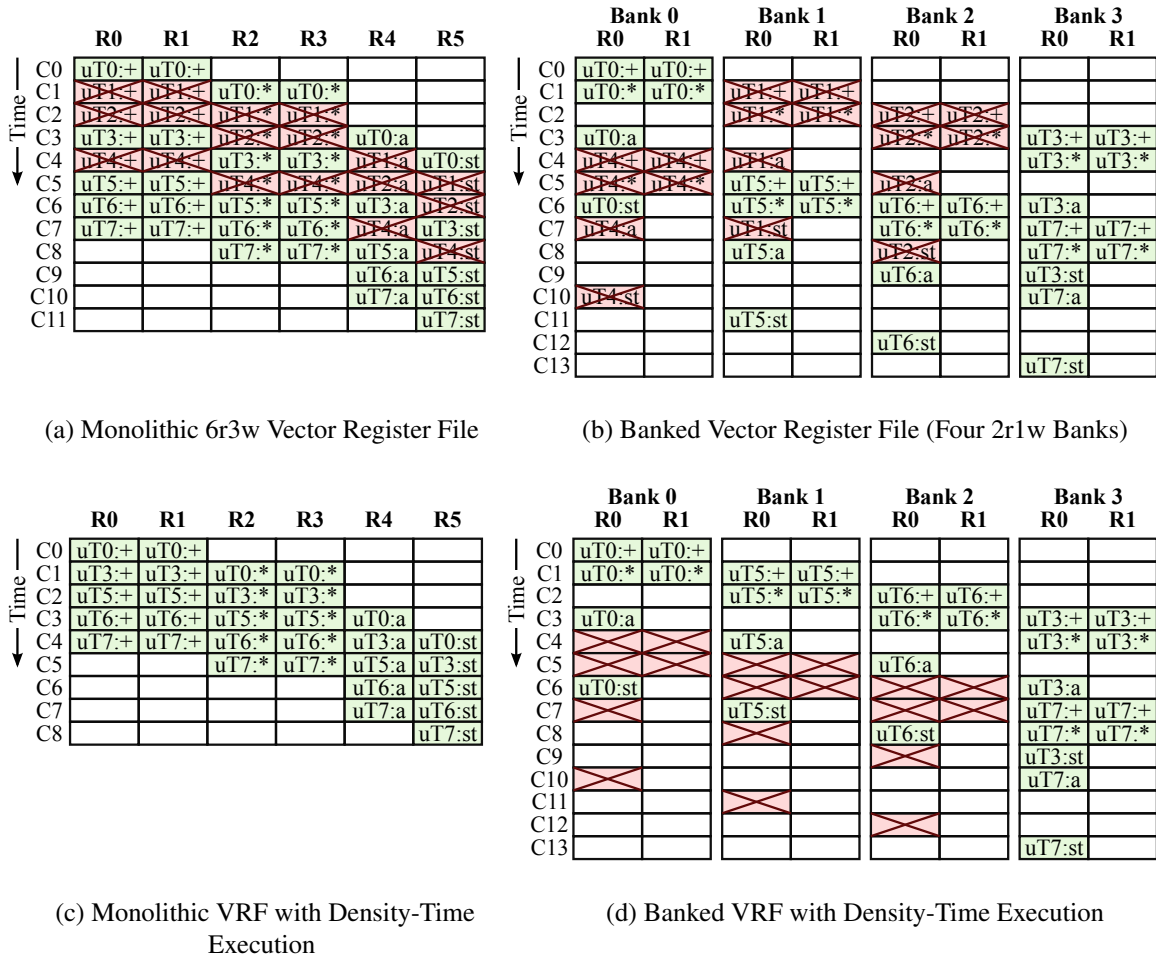 R0 R1 R2 R3 R4 R5
Time
C0 uT0:+ uT0:+
C1 uT1:+ uT1:+ uT0:* uT0:*
C2 uT2:+ uT2:+ uT1:* uT1:*
C3 uT3:+ uT3:+ uT2:* uT2:* uT0:a
C4 uT4:+ uT4:+ uT3:* uT3:* uT1:a uT0:st
C5 uT5:+ uT5:+ uT4:* uT4:* uT2:a uT1:st
C6 uT6:+ uT6:+ uT5:* uT5:* uT3:a uT2:st
C7 uT7:+ uT7:+ uT6:* uT6:* uT4:a uT3:st
C8 uT7:* uT7:* uT5:a uT4:st
C9 uT6:a uT5:st
C10 uT7:a uT6:st
C11 uT7:st
(a) Monolithic 6r3w Vector Register File
Bank 0 Bank 1 Bank 2 Bank 3
R0 R1 R0 R1 R0 R1 R0 R1
Time
C0 uT0:+ uT0:+
C1 uT0:* uT0:* uT1:+ uT1:+
C2 uT1:* uT1:* uT2:+ uT2:+
C3 uT0:a uT2:* uT2:* uT3:+ uT3:+
C4 uT4:+ uT4:+ uT1:a uT3:* uT3:*
C5 uT4:* uT4:* uT5:+ uT5:+ uT2:a
C6 uT0:st uT5:* uT5:* uT6:+ uT6:+ uT3:a
C7 uT4:a uT1:st uT6:* uT6:* uT7:+ uT7:+
C8 uT5:a uT2:st uT7:* uT7:*
C9 uT6:a uT3:st
C10 uT4:st uT7:a
C11 uT5:st
C12 uT6:st
C13 uT7:st
(b) Banked Vector Register File (Four 2r1w Banks)
R0 R1 R2 R3 R4 R5
Time
C0 uT0:+ uT0:+
C1 uT3:+ uT3:+ uT0:* uT0:*
C2 uT5:+ uT5:+ uT3:* uT3:*
C3 uT6:+ uT6:+ uT5:* uT5:* uT0:a
C4 uT7:+ uT7:+ uT6:* uT6:* uT3:a uT0:st
C5 uT7:* uT7:* uT5:a uT3:st
C6 uT6:a uT5:st
C7 uT7:a uT6:st
C8 uT7:st
(c) Monolithic VRF with Density-Time
Execution
Bank 0 Bank 1 Bank 2 Bank 3
R0 R1 R0 R1 R0 R1 R0 R1
Time
C0 uT0:+ uT0:+
C1 uT0:* uT0:* uT5:+ uT5:+
C2 uT5:* uT5:* uT6:+ uT6:+
C3 uT0:a uT6:* uT6:* uT3:+ uT3:+
C4 uT5:a uT3:* uT3:*
C5 uT6:a
C6 uT0:st uT3:a
C7 uT5:st uT7:+ uT7:+
C8 uT6:st uT7:* uT7:*
C9 uT3:st
C10 uT7:a
C11
C12
C13 uT7:st
(d) Banked VRF with Density-Time Execution